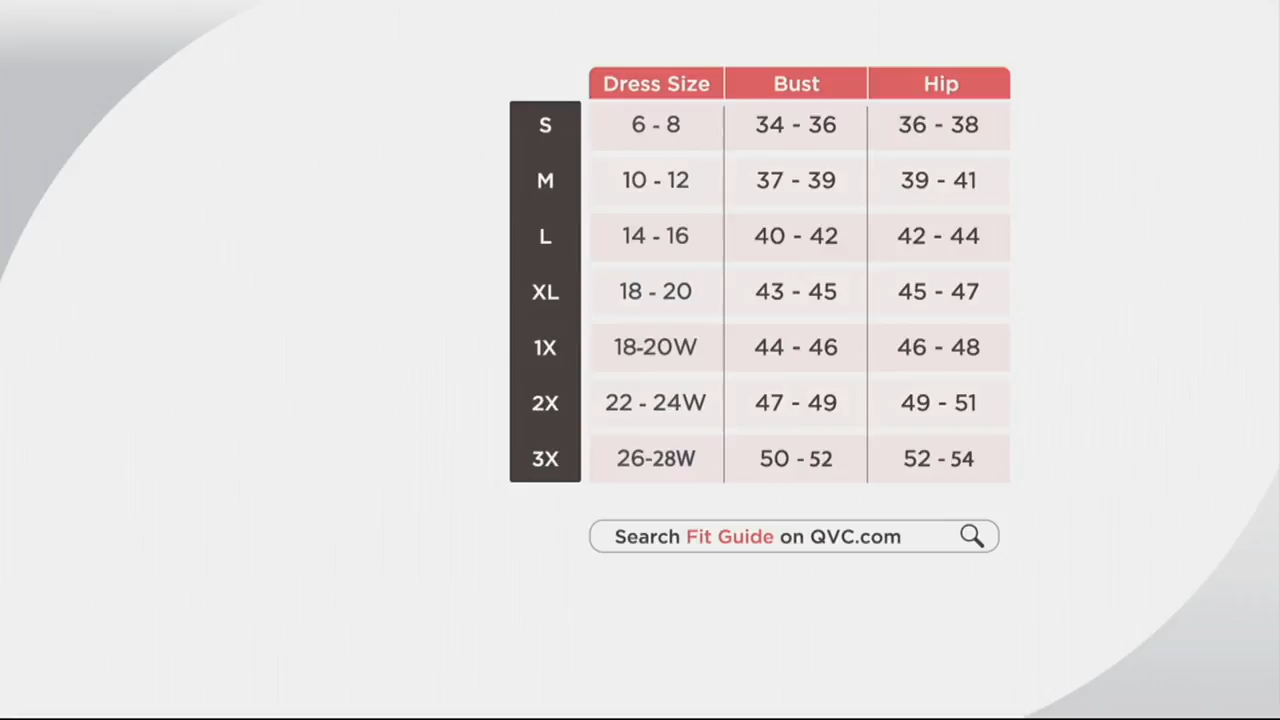 Dress Size Bust Hip
S 6 - 8 34 - 36 36 - 38
M 10 - 12 37 - 39 39 - 41
L 14 - 16 40 - 42 42 - 44
XL 18 - 20 43 - 45 45 - 47
1X 18-20W 44 - 46 46 - 48
2X 22 - 24W 47 - 49 49 - 51
3X 26-28W 50 - 52 52 - 54
Search Fit Guide on QVC.com